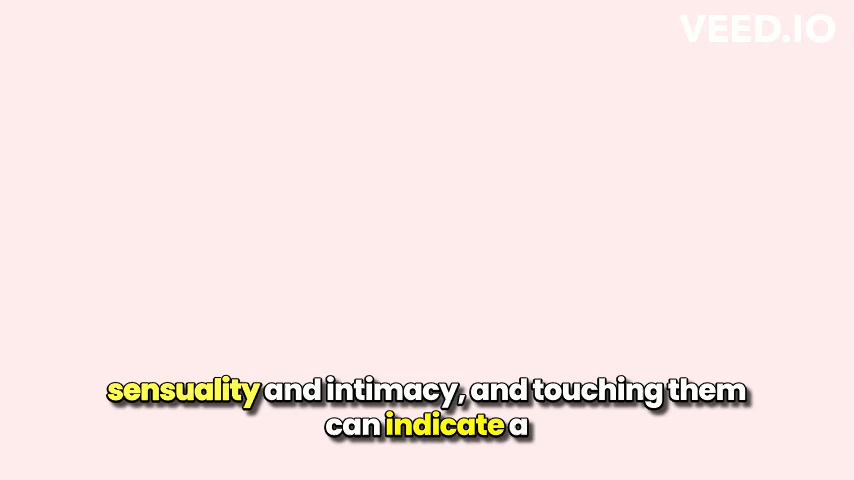 VEED.IO
sensuality and intimacy, and touching them
can indicate a